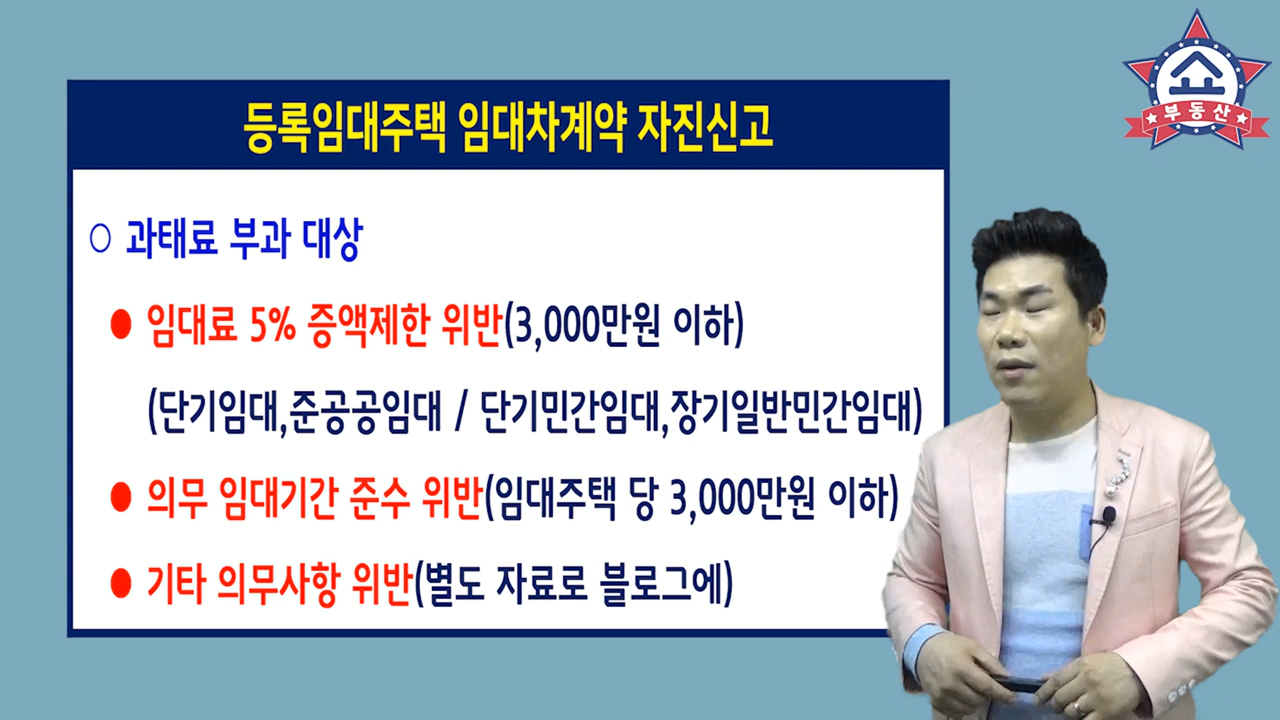 부동산
등록임대주택 임대차계약 자진신고
○ 과태료 부과 대상
● 임대료 5% 증액제한 위반(3,000만원 이하)
(단기임대,준공공임대 / 단기민간임대,장기일반민간임대)
● 의무 임대기간 준수 위반(임대주택 당 3,000만원 이하)
● 기타 의무사항 위반(별도 자료로 블로그에)